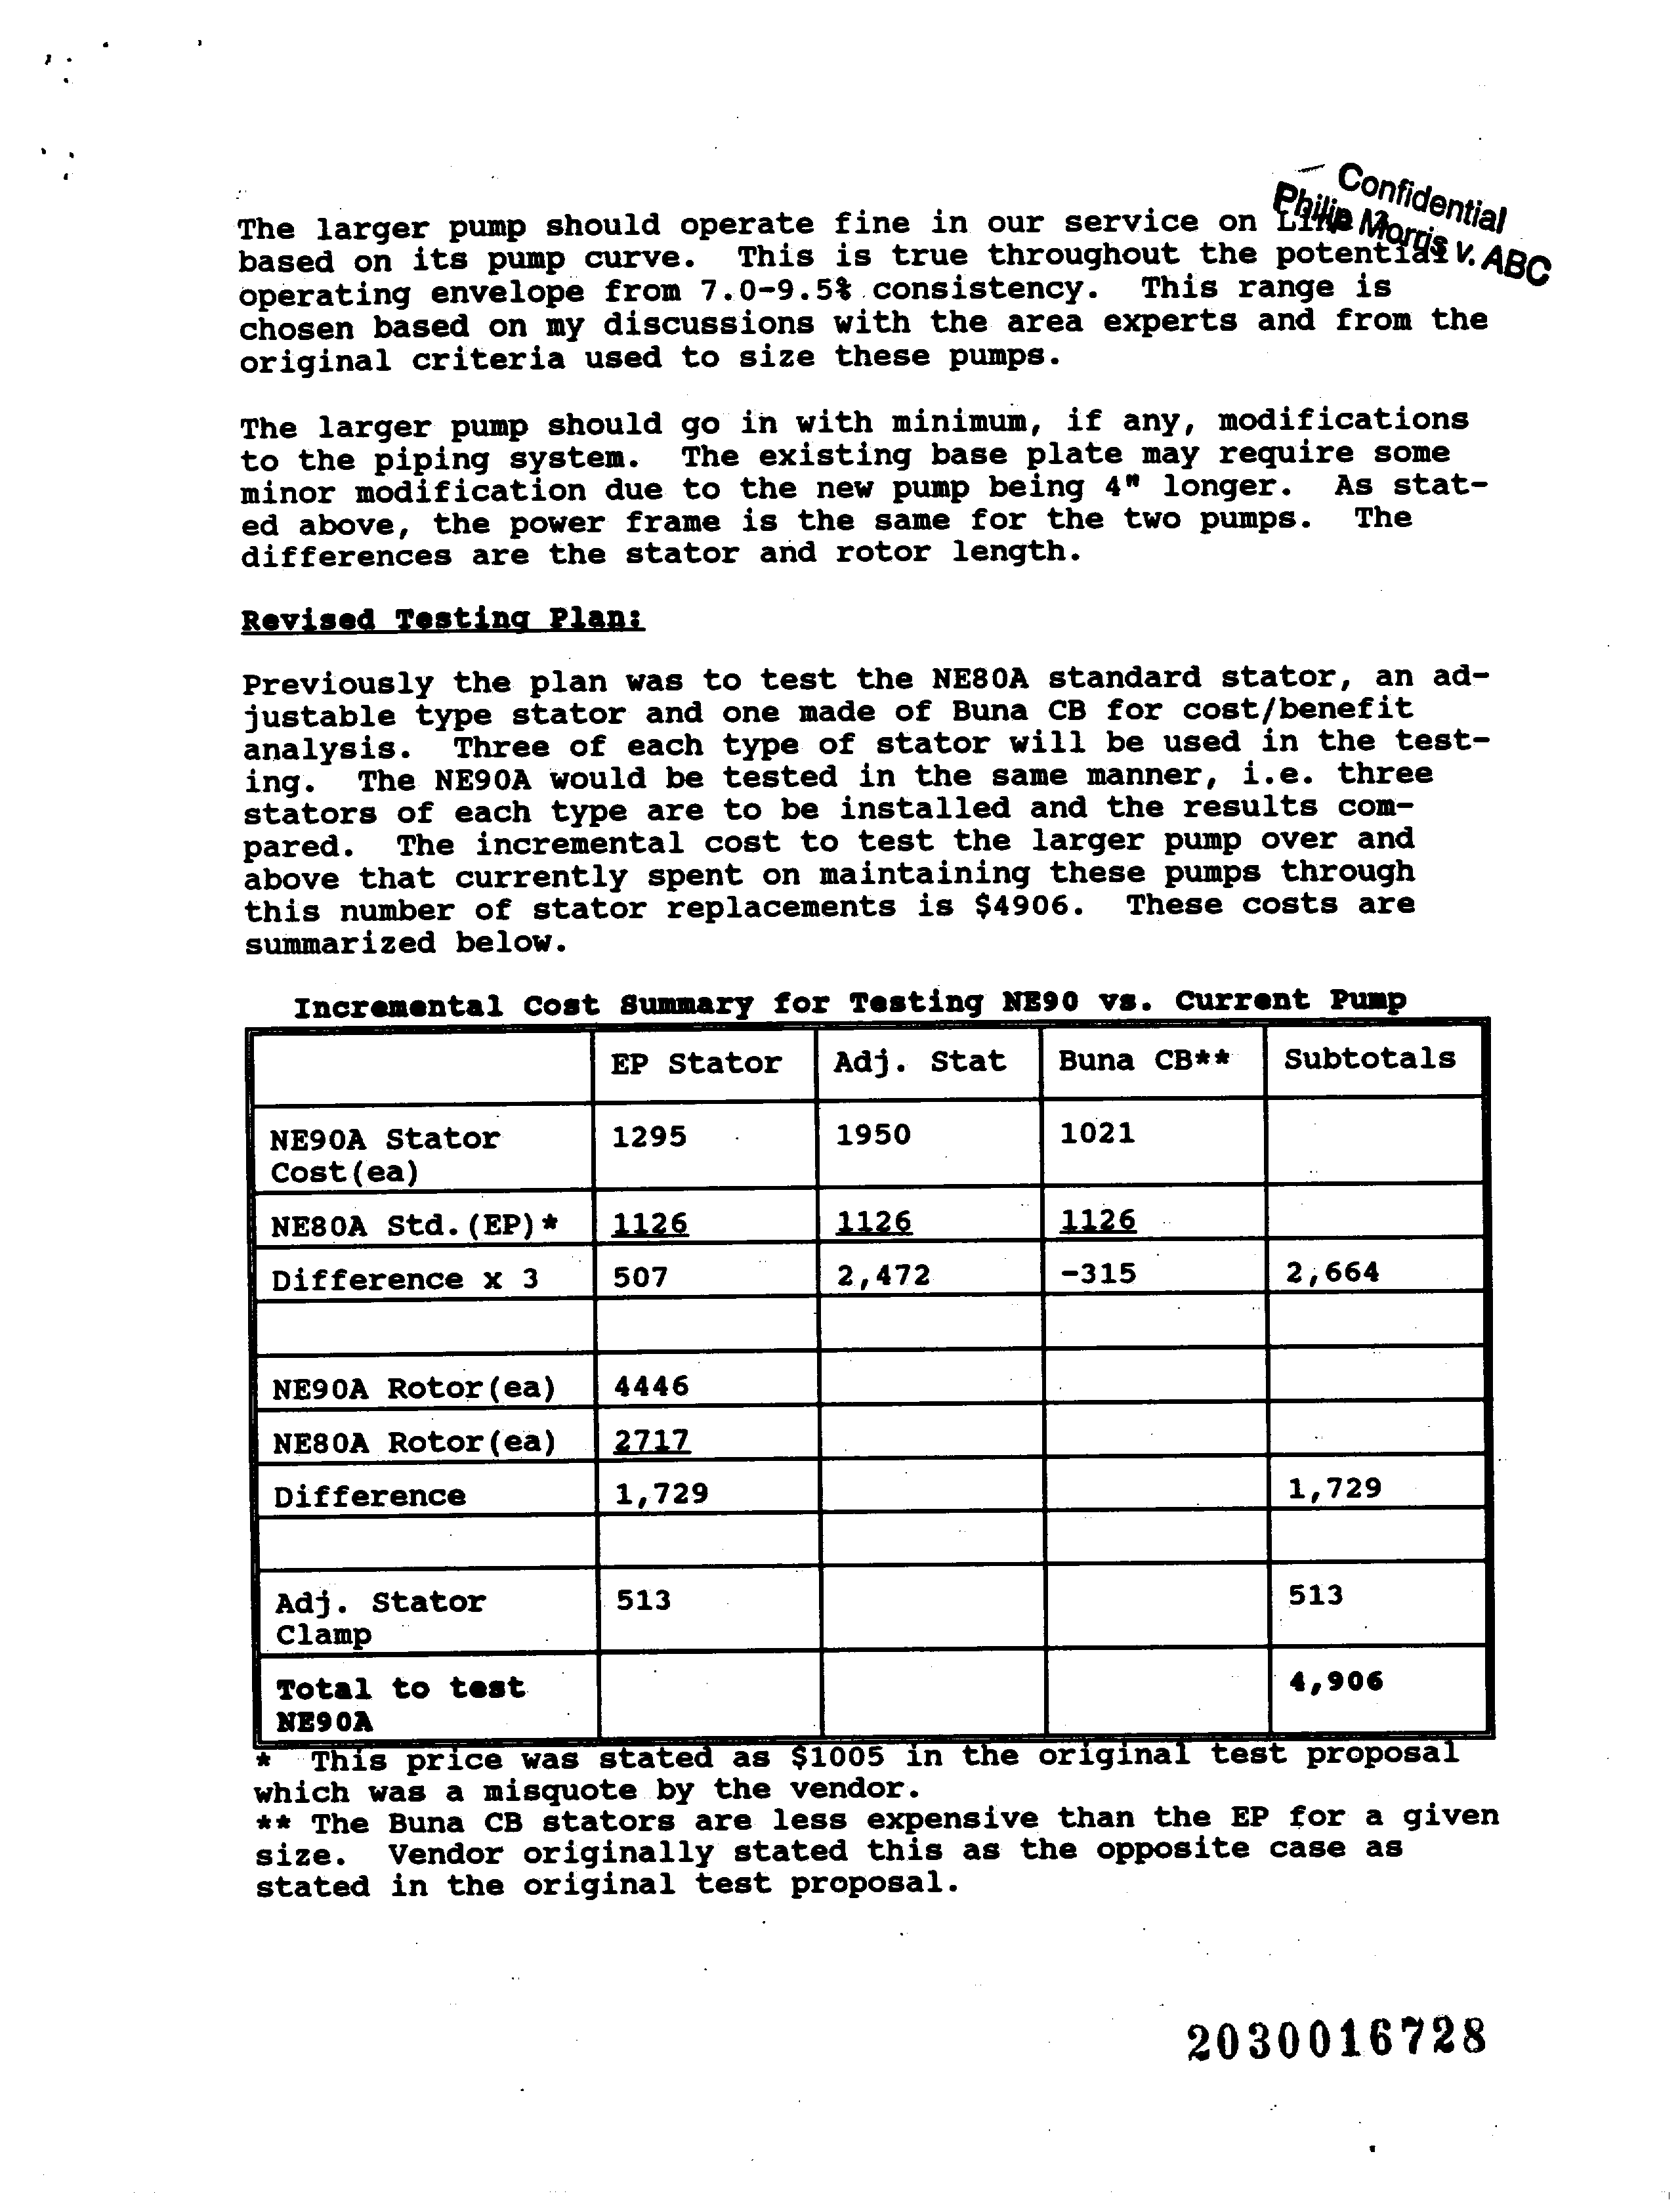 Confidential
Philip Morris v. ABC
The larger pump should operate fine in our service on Line
based on its pump curve.  This is true throughout the potential
operating envelope from 7.0-9.5% consistency.  This range is
chosen based on my discussions with the area experts and from the
original criteria used to size these pumps.
The larger pump should go in with minimum, if any, modifications
to the piping system.  The existing base plate may require some
minor modification due to the new pump being 4" longer.  As stat-
ed above, the power frame is the same for the two pumps.  The
differences are the stator and rotor length.
Revised Testing Plan:
Previously the plan was to test the NE80A standard stator, an ad-
justable type stator and one made of Buna CB for cost/benefit
analysis.  Three of each type of stator will be used in the test-
ing.  The NE90A would be tested in the same manner, i.e. three
stators of each type are to be installed and the results com-
pared.  The incremental cost to test the larger pump over and
above that currently spent on maintaining these pumps through
this number of stator replacements is $4906.  These costs are
summarized below.
Incremental Cost Summary for Testing NE90 vs. Current Pump
EP Stator Adj. Stat Buna CB** Subtotals
NE90A Stator 1295 1950 1021
Cost(ea)
NE80A Std.(EP)* 1126 1126 1126
Difference x 3 507 2,472 -315 2,664
NE90A Rotor(ea) 4446
NE80A Rotor(ea) 2717
Difference 1,729 1,729
Adj. Stator 513 513
Clamp
Total to test 4,906
NE90A
*  This price was stated as $1005 in the original test proposal
which was a misquote by the vendor.
** The Buna CB stators are less expensive than the EP for a given
size.  Vendor originally stated this as the opposite case as
stated in the original test proposal.
2030016728